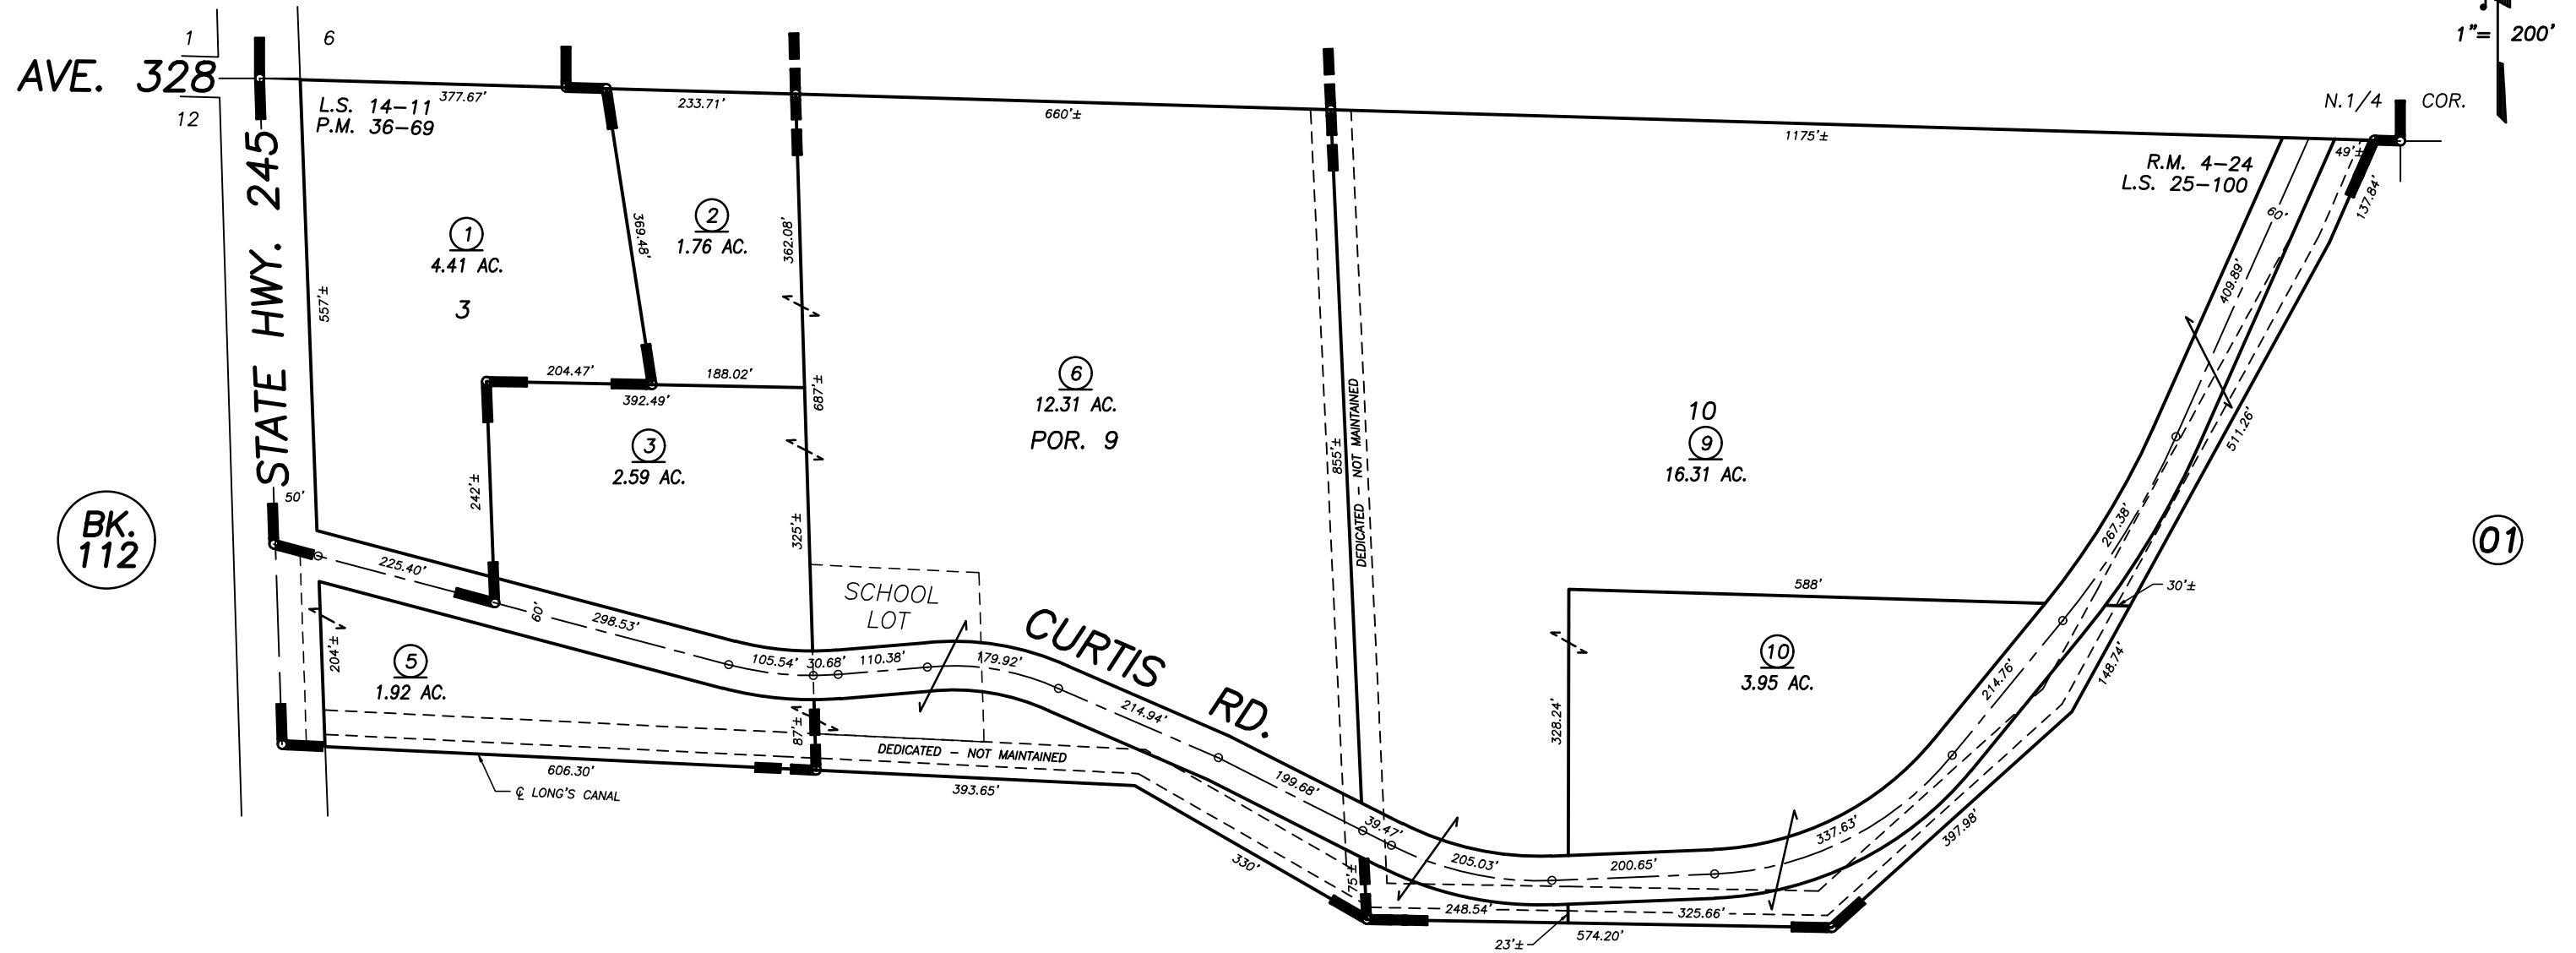 1
6
1"= 200'
AVE. 328
12
L.S. 14-11
P.M. 36-69
377.67'
233.71'
660'±
1175'±
N.1/4 COR.
R.M. 4-24
L.S. 25-100
49'±
137.84'
60'
STATE HWY. 245
557'±
1
4.41 AC.
3
369.48'
2
1.76 AC.
362.08'
204.47'
188.02'
392.49'
687'±
3
2.59 AC.
242'±
325'±
6
12.31 AC.
POR. 9
855'±
DEDICATED - NOT MAINTAINED
10
9
16.31 AC.
409.89'
511.26'
267.38'
BK.
112
01
50'
225.40'
60'
298.53'
SCHOOL
LOT
CURTIS RD.
588'
30'±
204'±
5
1.92 AC.
105.54'
30.68'
110.38'
179.92'
214.94'
10
3.95 AC.
328.24'
214.76'
148.74'
87'±
DEDICATED - NOT MAINTAINED
606.30'
℄ LONG'S CANAL
393.65'
199.68'
39.47'
330'
75'±
205.03'
200.65'
337.63'
397.98'
248.54'
325.66'
23'±
574.20'